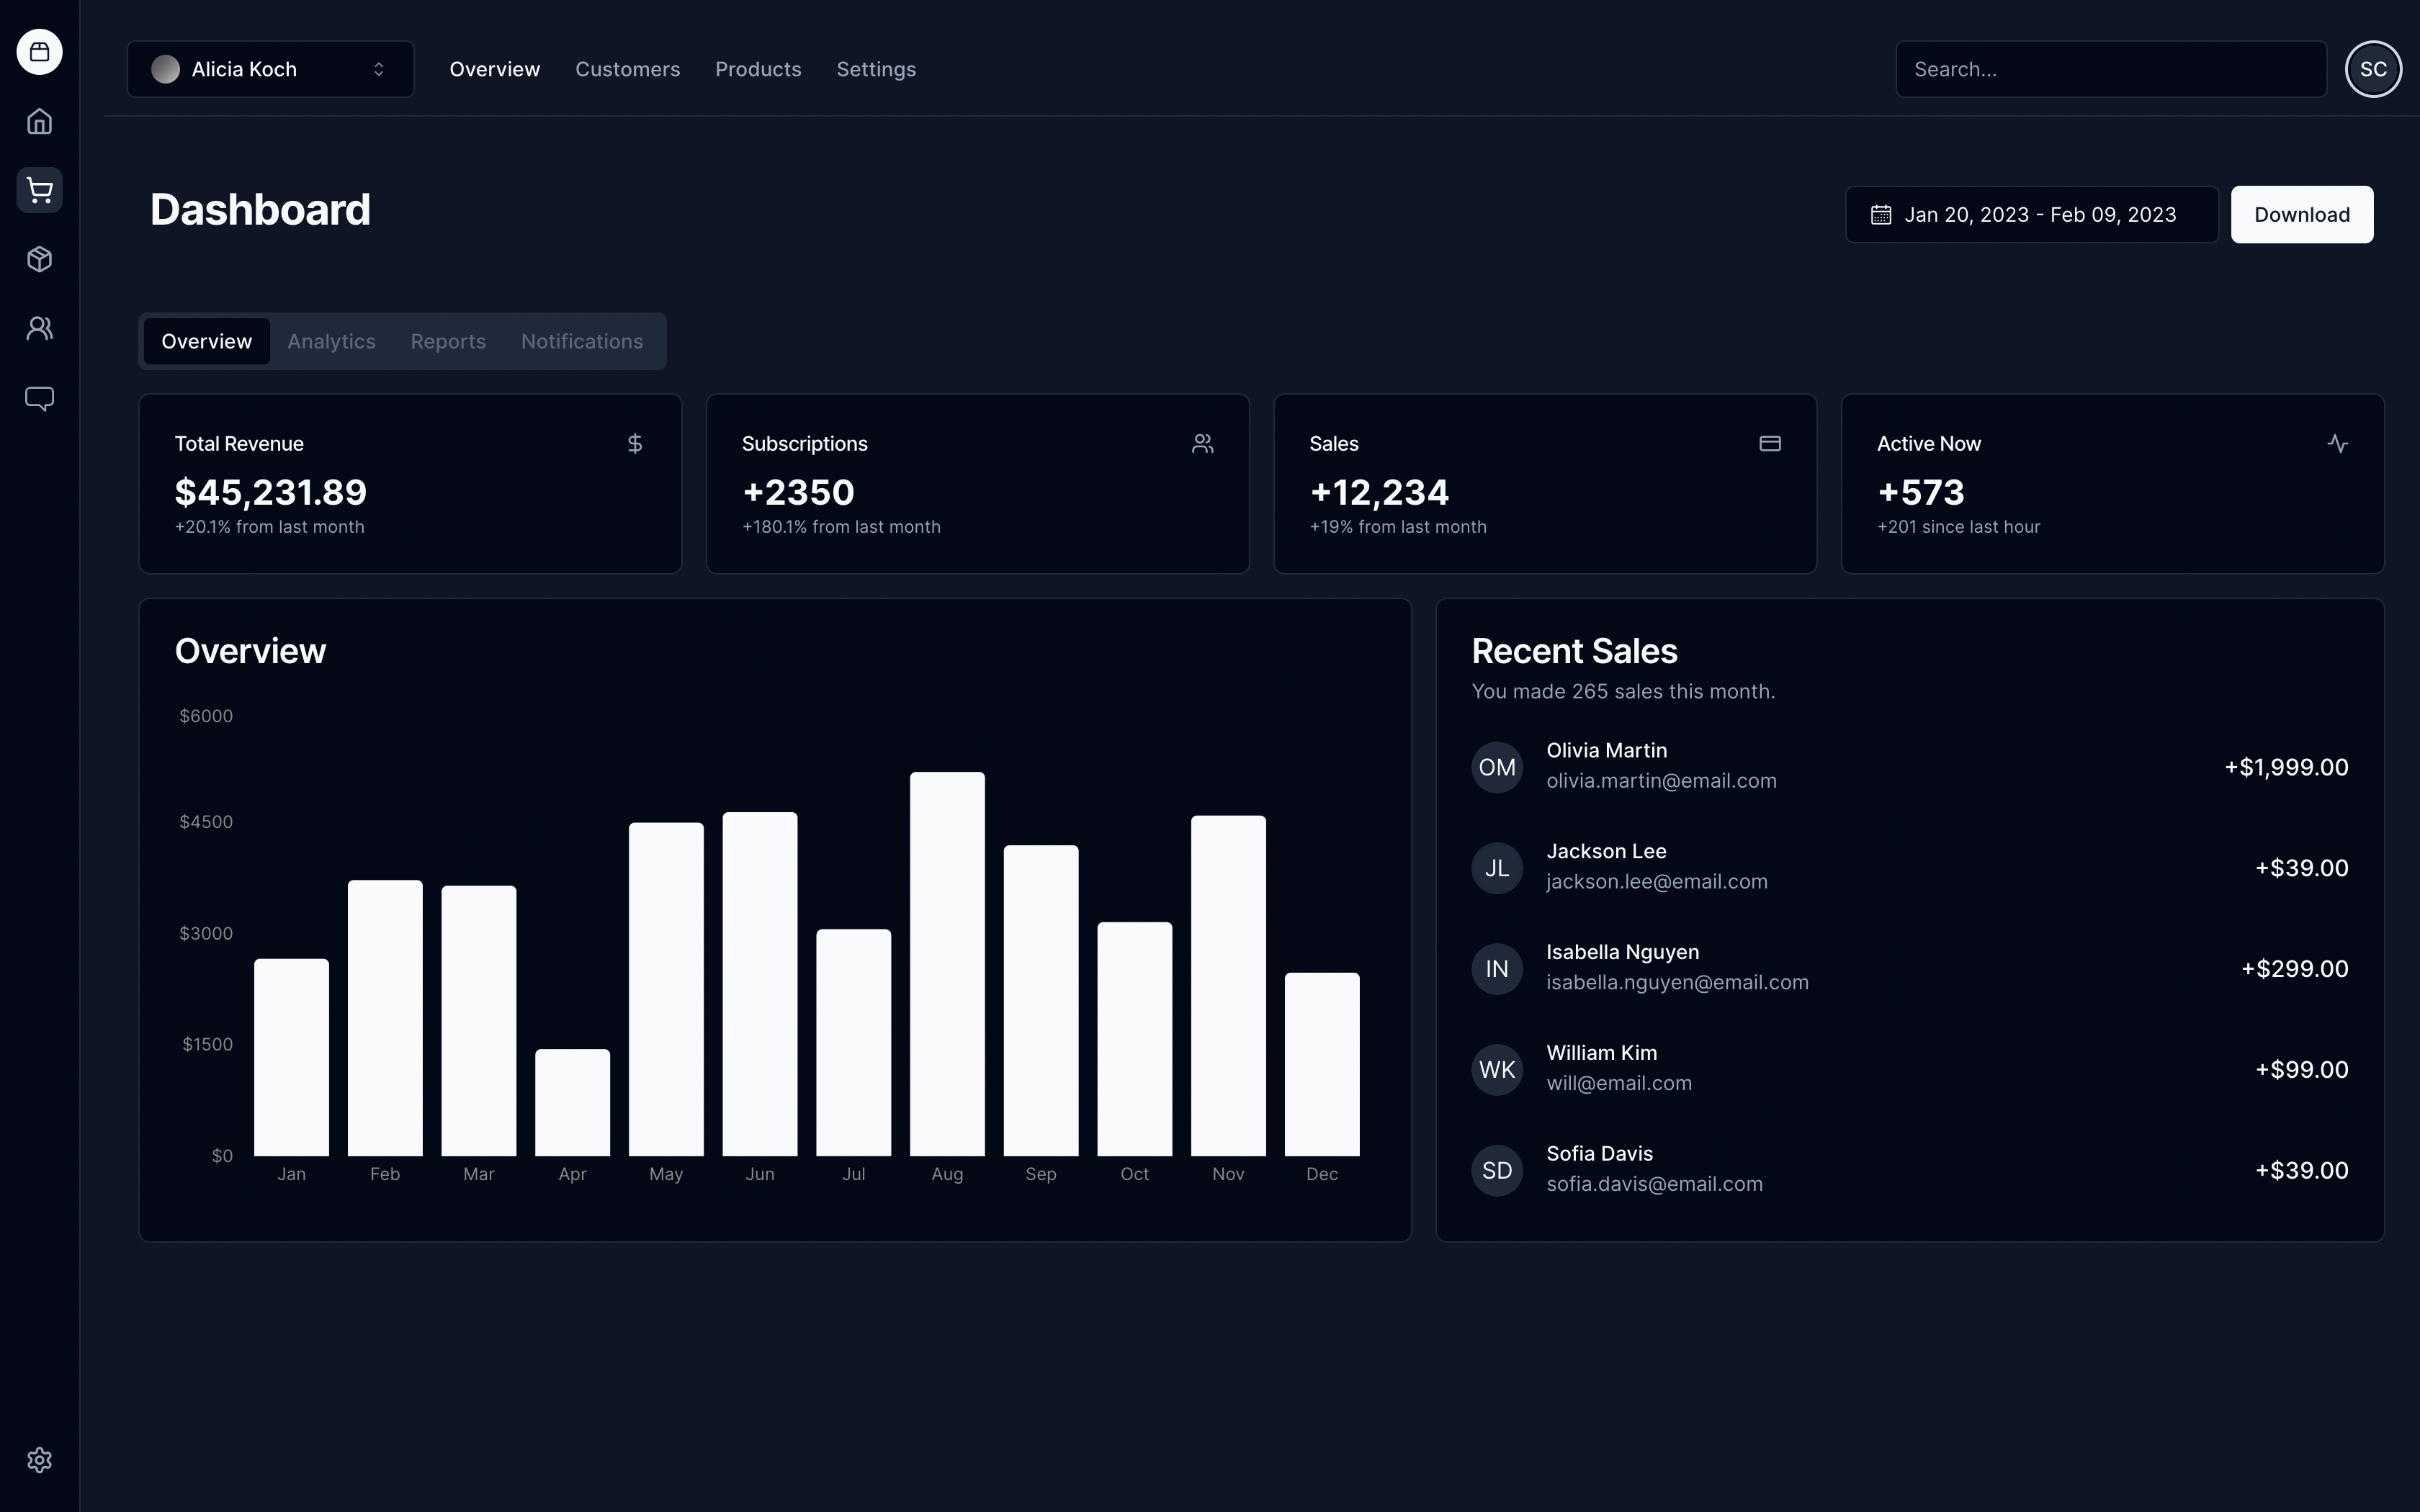 Alicia Koch
Overview Customers Products Settings
Search...
SC
Dashboard
Jan 20, 2023 - Feb 09, 2023
Download
Overview Analytics Reports Notifications
Total Revenue
$45,231.89
+20.1% from last month
Subscriptions
+2350
+180.1% from last month
Sales
+12,234
+19% from last month
Active Now
+573
+201 since last hour
Overview
$6000
$4500
$3000
$1500
$0
Jan Feb Mar Apr May Jun Jul Aug Sep Oct Nov Dec
Recent Sales
You made 265 sales this month.
OM
Olivia Martin
olivia.martin@email.com
+$1,999.00
JL
Jackson Lee
jackson.lee@email.com
+$39.00
IN
Isabella Nguyen
isabella.nguyen@email.com
+$299.00
WK
William Kim
will@email.com
+$99.00
SD
Sofia Davis
sofia.davis@email.com
+$39.00